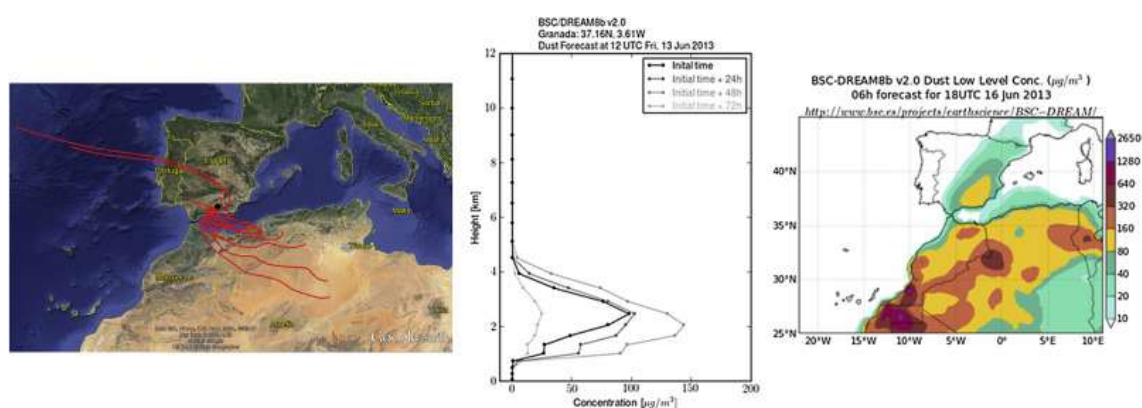 Portugal
BSC/DREAM8b v2.0
Granada: 37.16N, 3.61W
Dust Forecast at 12 UTC Fri, 13 Jun 2013
Inital time
Initial time + 24h
Initial time + 48h
Initial time + 72h
12
10
8
6
4
2
0
Height [km]
0 50 100 150 200
Concentration [μg/m³]
BSC-DREAM8b v2.0 Dust Low Level Conc. (μg/m³)
06h forecast for 18UTC 16 Jun 2013
http://www.bsc.es/projects/earthscience/BSC-DREAM/
40°N
35°N
30°N
25°N
20°W 15°W 10°W 5°W 0°E 5°E 10°E
2650
1280
640
320
160
80
40
20
10